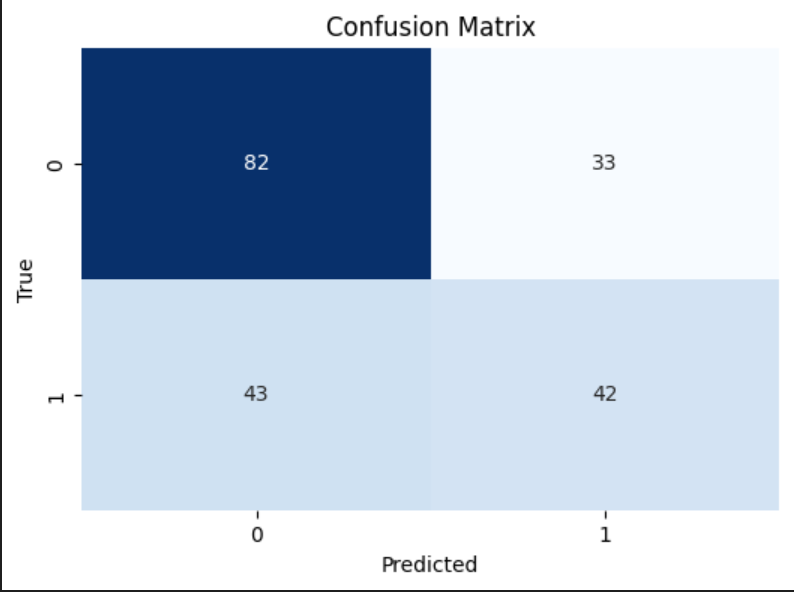 Confusion Matrix
True
0
82
33
1
43
42
0
1
Predicted